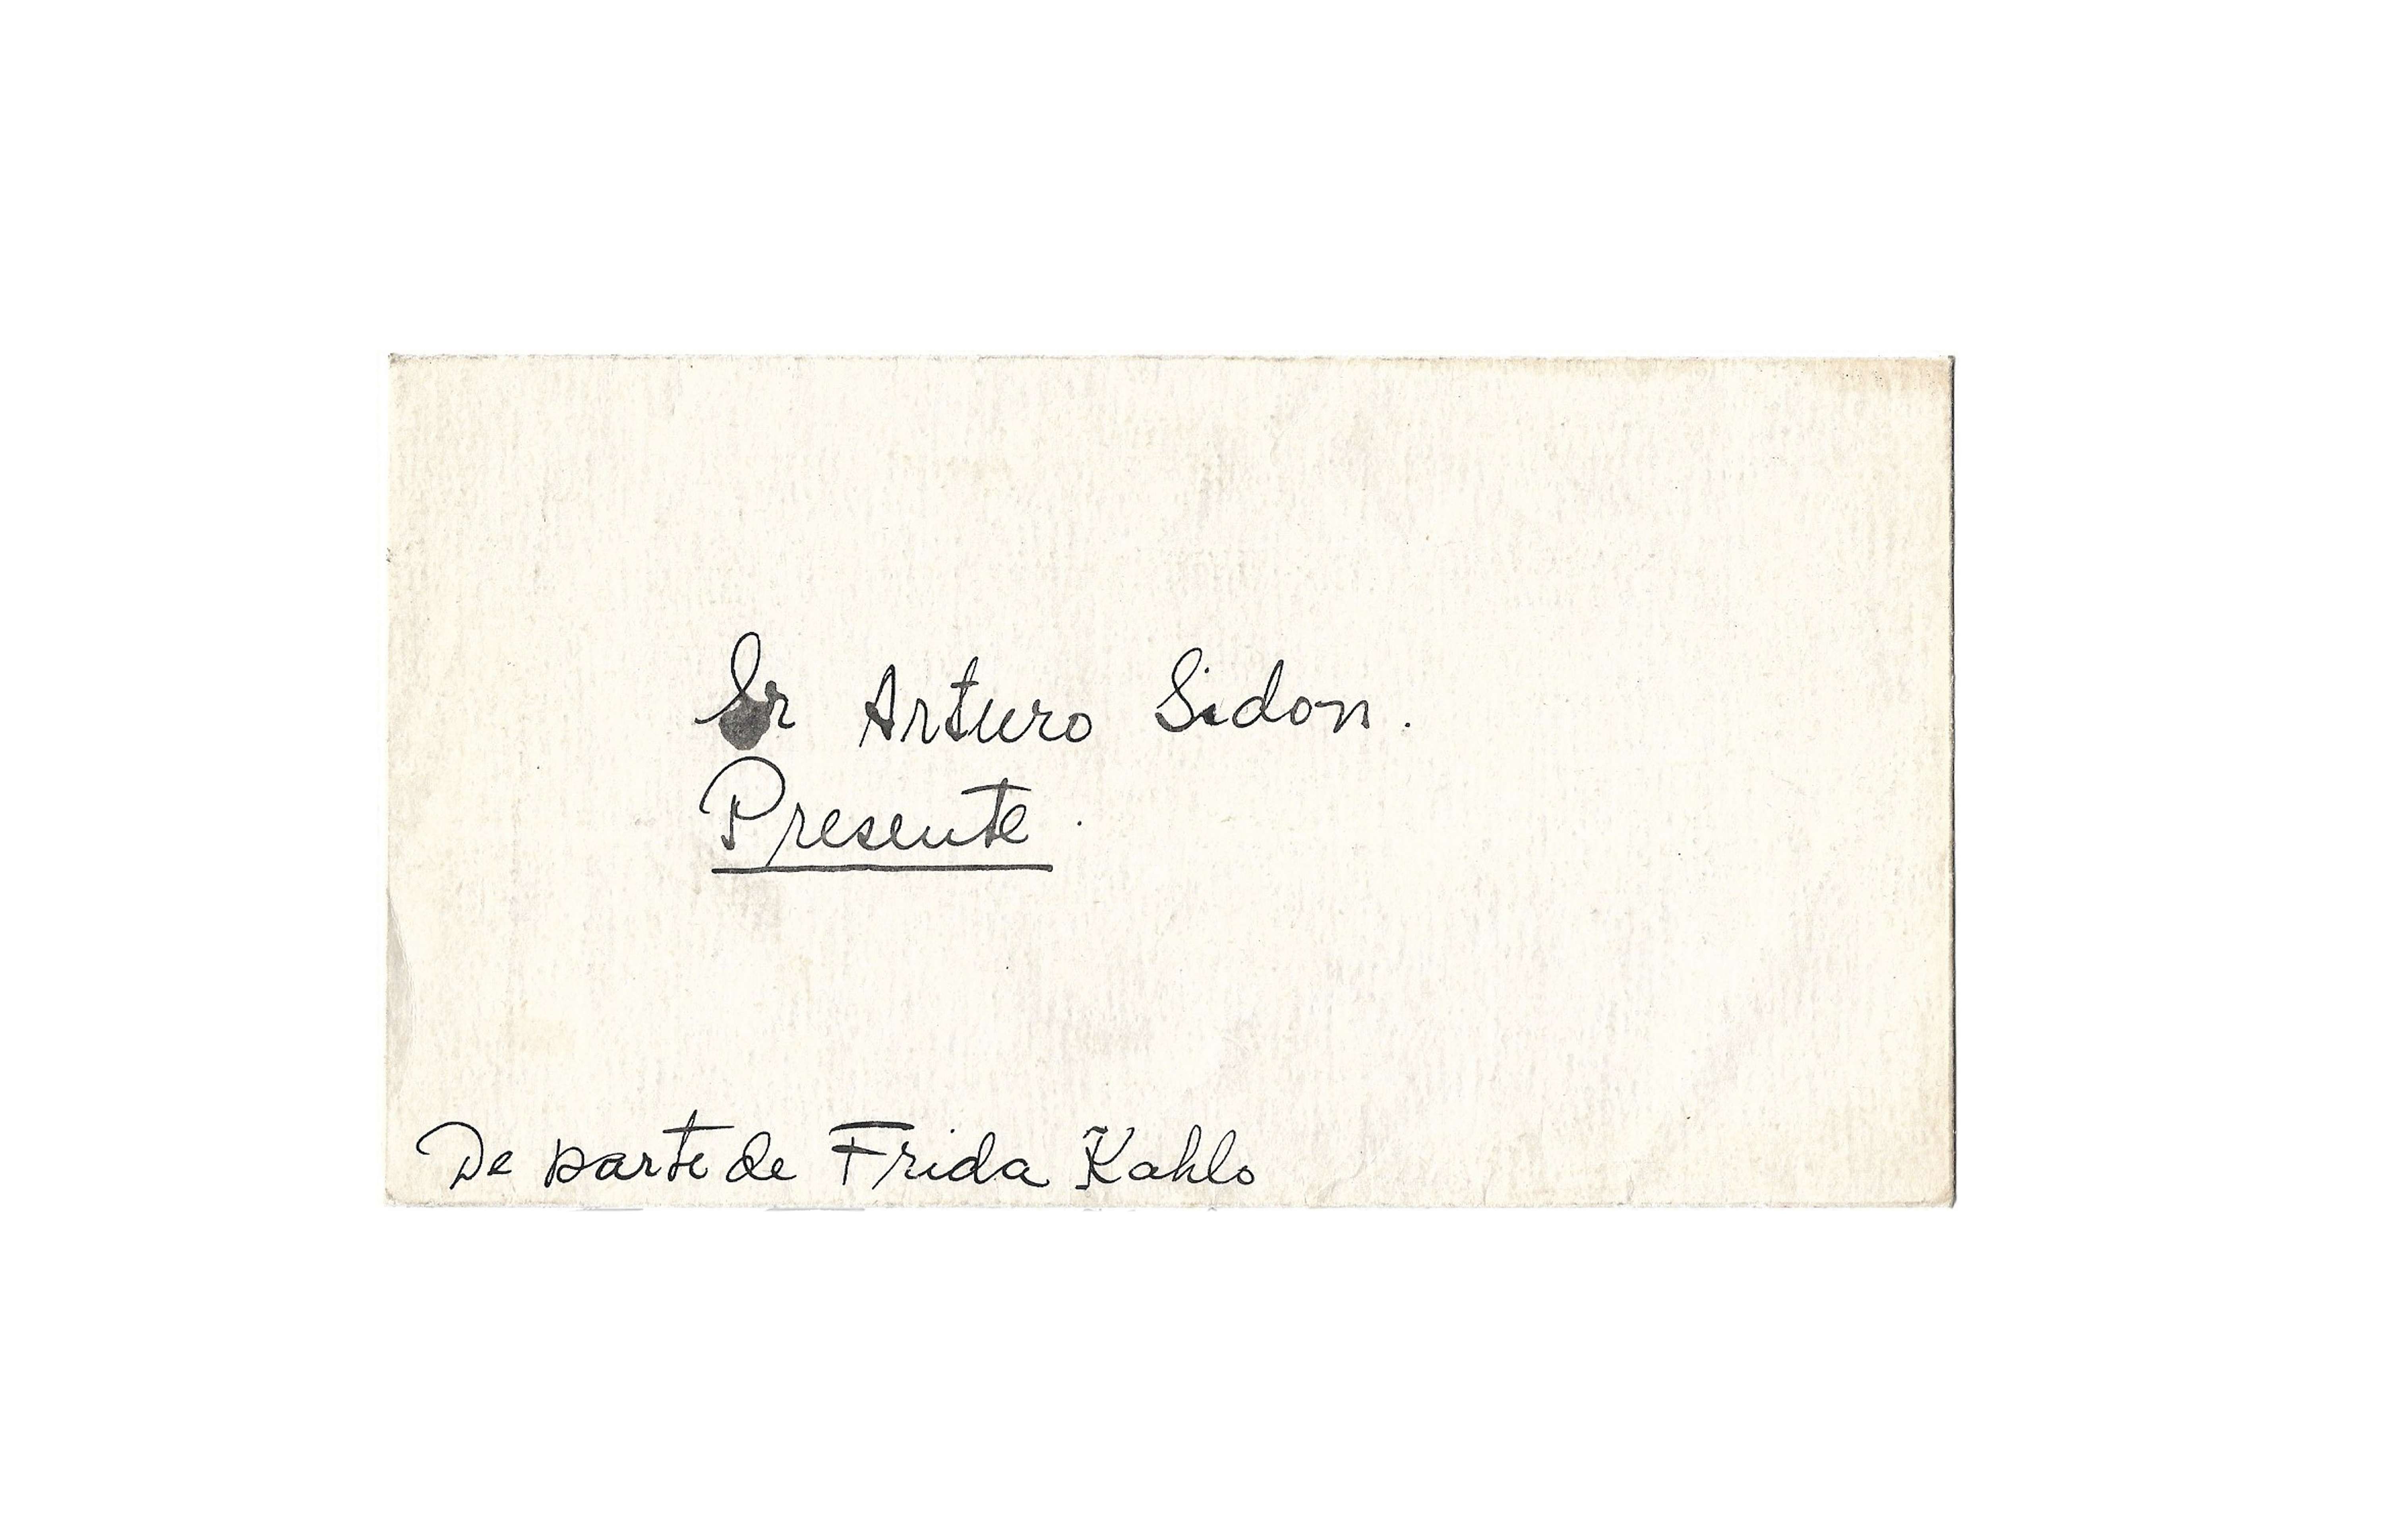 Sr Arturo Sidon.
Presente.
De parte de Frida Kahlo